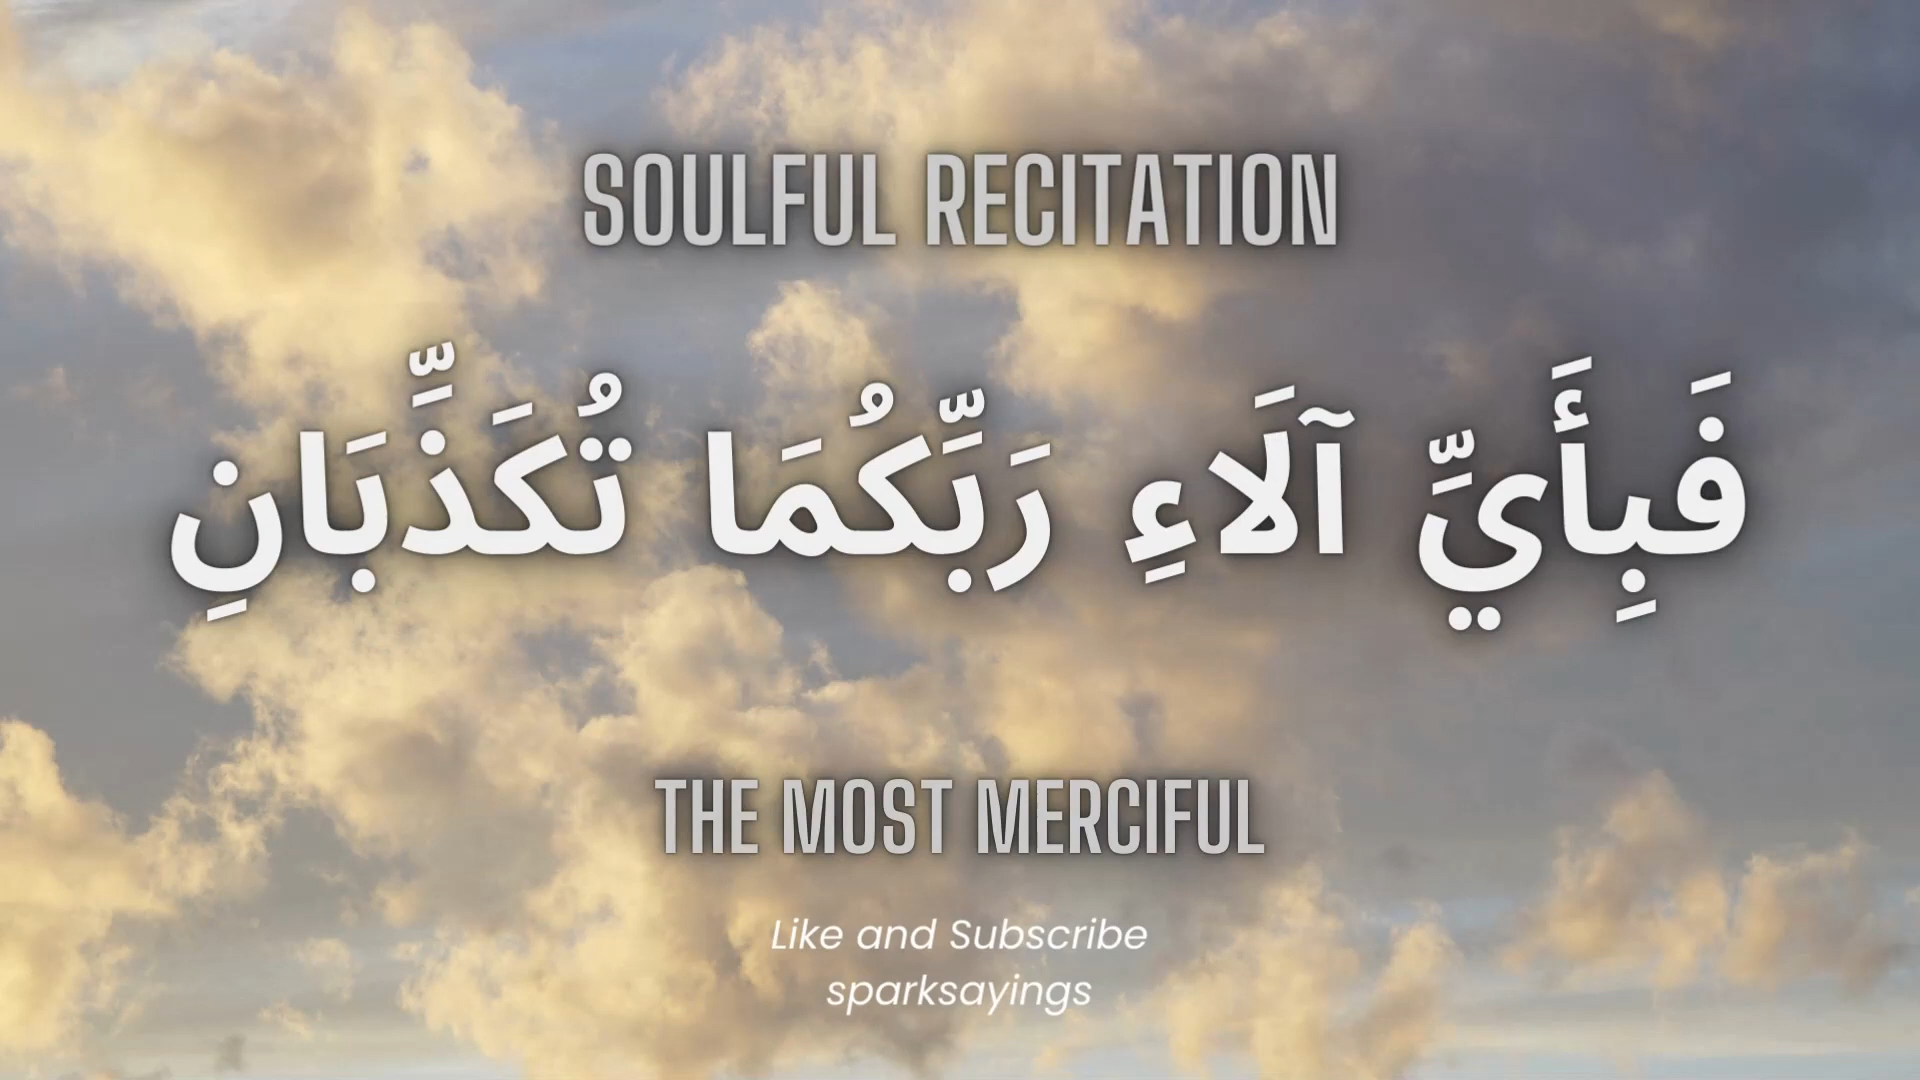 SOULFUL RECITATION
فَبِأَيِّ آلَاءِ رَبِّكُمَا تُكَذِّبَانِ
THE MOST MERCIFUL
Like and Subscribe
sparksayings